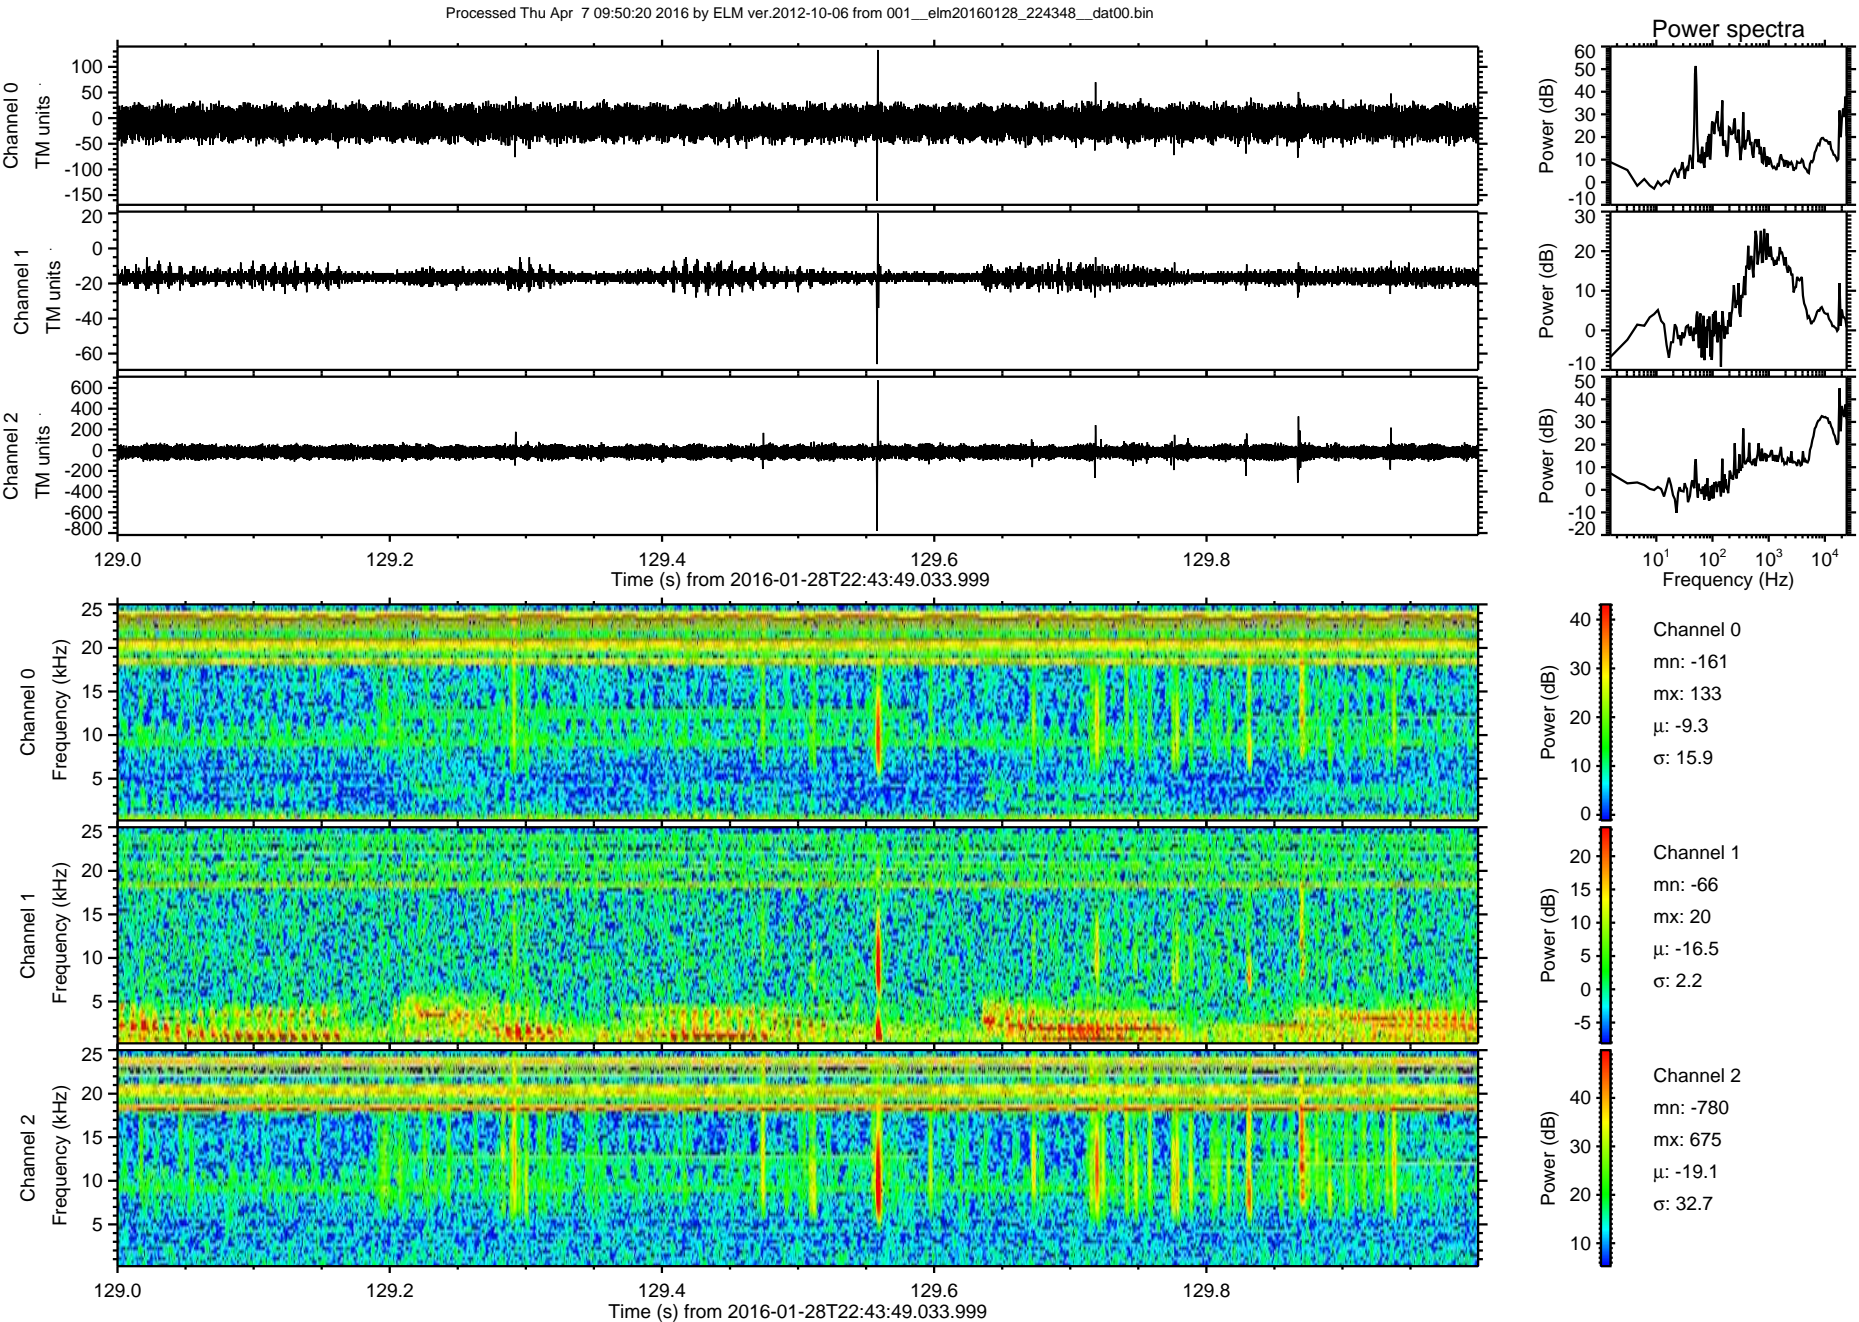 Processed Thu Apr  7 09:50:20 2016 by ELM ver.2012-10-06 from 001__elm20160128_224348__dat00.bin
Power spectra
Channel 0
TM units
100
50
0
-50
-100
-150
Power (dB)
60
50
40
30
20
10
0
-10
Channel 1
TM units
20
0
-20
-40
-60
Power (dB)
30
20
10
0
-10
Channel 2
TM units
600
400
200
0
-200
-400
-600
-800
Power (dB)
50
40
30
20
10
0
-10
-20
129.0 129.2 129.4 129.6 129.8
Time (s) from 2016-01-28T22:43:49.033.999
10^1 10^2 10^3 10^4
Frequency (Hz)
Channel 0
Frequency (kHz)
25
20
15
10
5
Power (dB)
40
30
20
10
0
Channel 0
mn: -161
mx: 133
μ: -9.3
σ: 15.9
Channel 1
Frequency (kHz)
25
20
15
10
5
Power (dB)
20
15
10
5
0
-5
Channel 1
mn: -66
mx: 20
μ: -16.5
σ: 2.2
Channel 2
Frequency (kHz)
25
20
15
10
5
Power (dB)
40
30
20
10
Channel 2
mn: -780
mx: 675
μ: -19.1
σ: 32.7
129.0 129.2 129.4 129.6 129.8
Time (s) from 2016-01-28T22:43:49.033.999